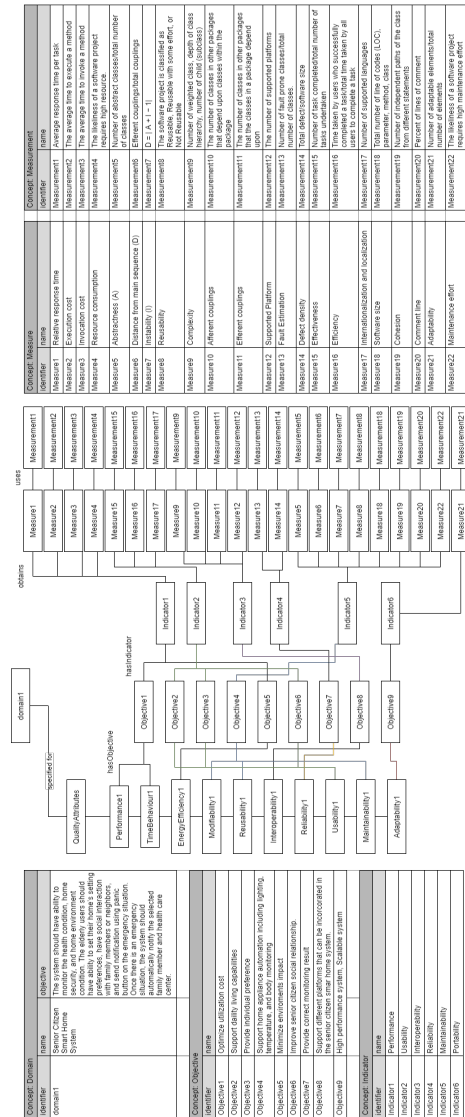 Concept: Domain
identifier name objective
domain1 Senior Citizen Smart Home System
The system should have ability to
monitor the health condition, home
security, and home environment
condition. The elderly users should
have ability to set their home's setting
preferences, have social interaction
with family members or neighbors,
and send notification using panic
button on the emergency situation.
Once there is an emergency
situation, the system should
automatically notify the selected
family member and health care
center.
Concept: Objective
identifier name
Objective1 Optimize utilization cost
Objective2 Support daility living capabilities
Objective3 Provide individual preference
Objective4 Support home appliance automation including lighting,
temperature, and body monitoring
Objective5 Minimize enviroments impact
Objective6 Improve senior citizen social relationship.
Objective7 Provide correct monitoring result
Objective8 Support different platforms that can be incorporated in
the senior citizen smar home system.
Objective9 High performance system, Scalable system
Concept: Indicator
identifier name
Indicator1 Performance
Indicator2 Usability
Indicator3 Interoperability
Indicator4 Reliability
Indicator5 Maintainability
Indicator6 Portability
domain1
specified for
QualityAttributes
hasObjective
Performance1
TimeBehaviour1
EnergyEfficiency1
Modifiability1
Reusability1
Interoperability1
Reliability1
Usability1
Maintainability1
Adaptability1
Objective1
Objective2
Objective3
Objective4
Objective5
Objective6
Objective7
Objective8
Objective9
hasIndicator
Indicator1
Indicator2
Indicator3
Indicator4
Indicator5
Indicator6
obtains
Measure1
Measure2
Measure3
Measure4
Measure15
Measure16
Measure17
Measure9
Measure10
Measure11
Measure12
Measure13
Measure14
Measure5
Measure6
Measure7
Measure8
Measure18
Measure19
Measure20
Measure22
Measure21
uses
Measurement1
Measurement2
Measurement3
Measurement4
Measurement15
Measurement16
Measurement17
Measurement9
Measurement10
Measurement11
Measurement12
Measurement13
Measurement14
Measurement5
Measurement6
Measurement7
Measurement8
Measurement18
Measurement19
Measurement20
Measurement22
Measurement21
Concept: Measure
identifier name
Measure1 Relative response time
Measure2 Execution cost
Measure3 Invocation cost
Measure4 Resource consumption
Measure5 Abstractness (A)
Measure6 Distance from main sequence (D)
Measure7 Instability (I)
Measure8 Reusability
Measure9 Complexity
Measure10 Afferent couplings
Measure11 Efferent couplings
Measure12 Supported Platform
Measure13 Fault Estimation
Measure14 Defect density
Measure15 Effectiveness
Measure16 Efficiency
Measure17 Internationalization and localization
Measure18 Software size
Measure19 Cohesion
Measure20 Comment line
Measure21 Adaptability
Measure22 Maintenance effort
Concept: Measurement
identifier name
Measurement1 response time per task
Measurement2 The average time to execute a method
Measurement3 The average time to invoke a method
Measurement4 The likeliness of a software project
requires high resource
Measurement5 Number of abstract classes/total number
of classes
Measurement6 Efferent couplings/total couplings
Measurement7 D = | A + I − 1|
Measurement8 The software project is classified as
Reusable, Reusable with some effort, or
Not Reusable
Measurement9 Number of weighted class, depth of class
hierarchy, Number of child (subclass)
Measurement10 The number of classes in other packages
that depend upon classes within the
package
Measurement11 The number of classes in other packages
that the classes in a package depend
upon
Measurement12 The number of supported platforms
Measurement13 Number of fault prone classes/total
number of classes.
Measurement14 Total defect/software size
Measurement15 Number of task completed/total number of
tasks
Measurement16 Time taken by users who successfully
completed a task/total time taken by all
users to complete a task
Measurement17 Number of supported languages
Measurement18 Total number of line of codes (LOC),
parameter, method, class
Measurement19 Number of independent paths of the class
from different statements
Measurement20 Percent of lines of comment
Measurement21 Number of adaptable elements/total
number of elements
Measurement22 The likeliness of a software project
requires high maintenance effort